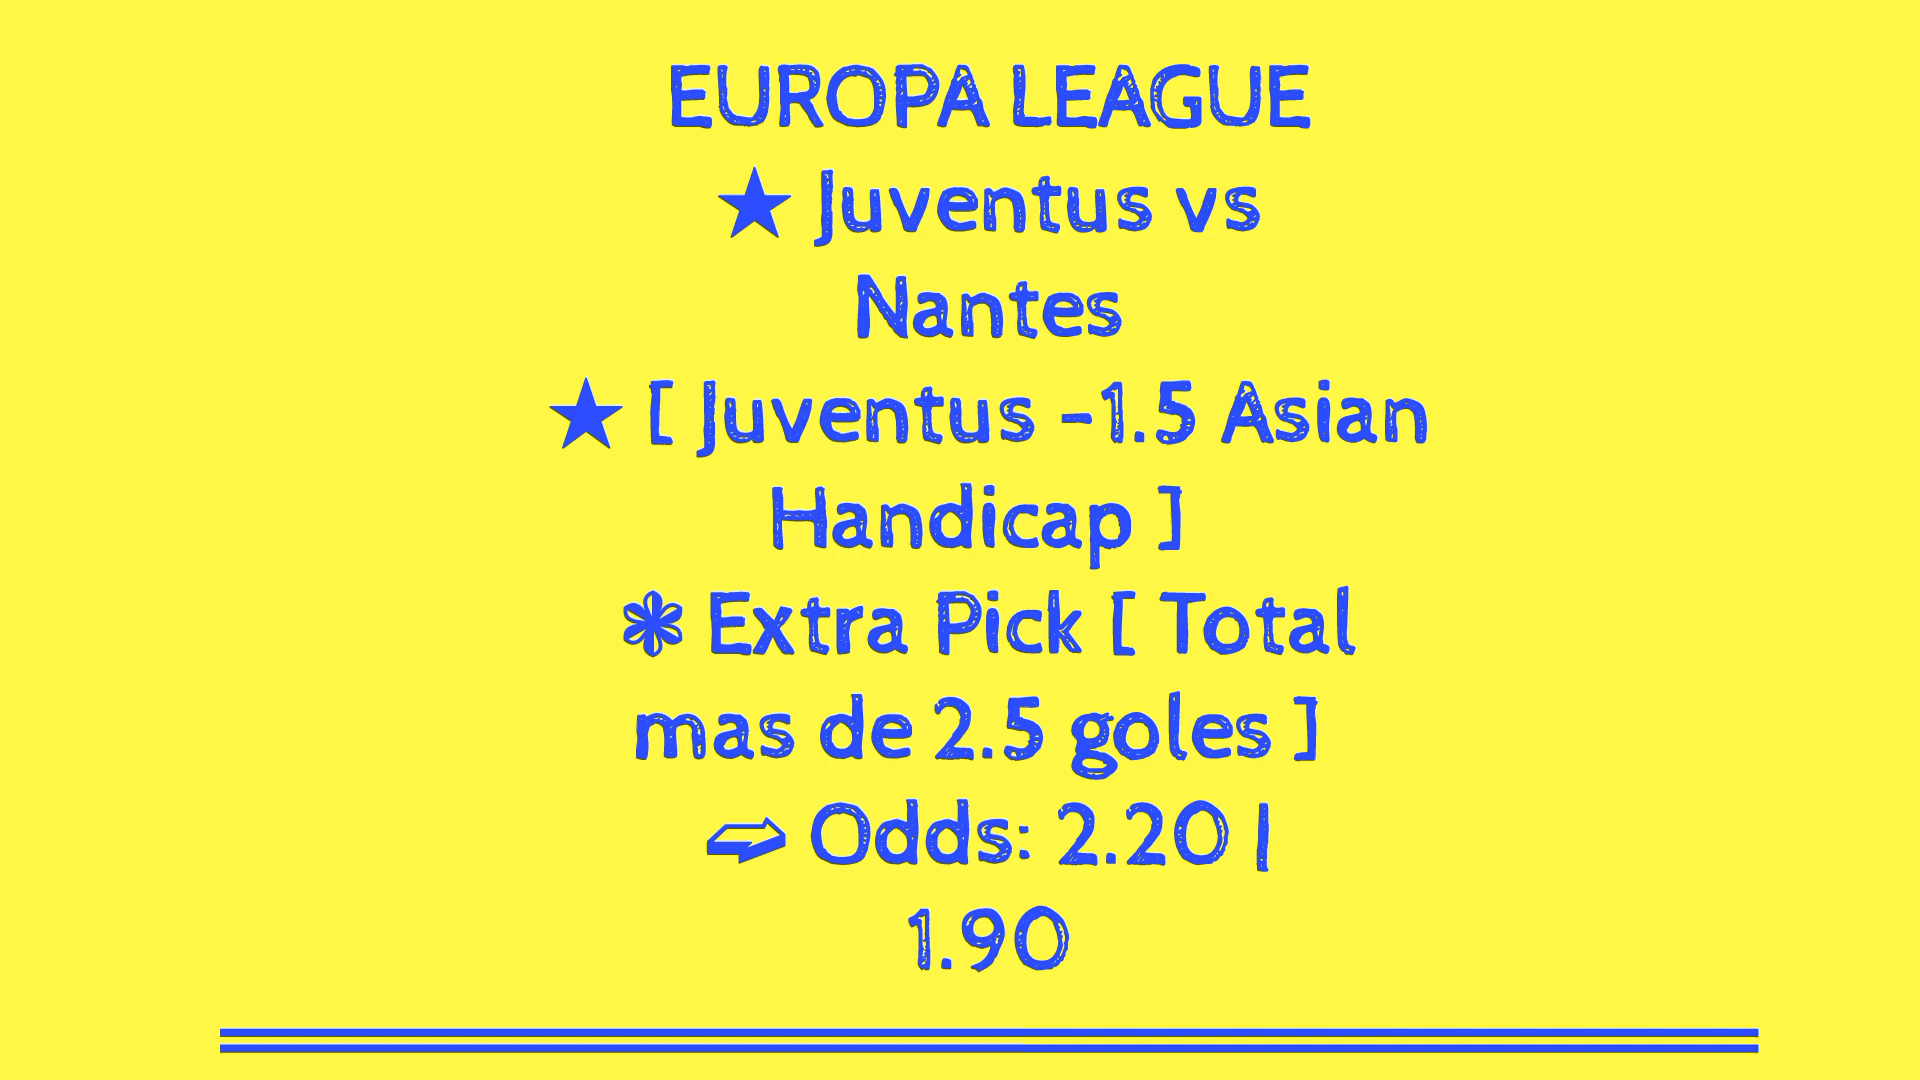 EUROPA LEAGUE
★ Juventus vs
Nantes
★ [ Juventus -1.5 Asian
Handicap ]
❃ Extra Pick [ Total
mas de 2.5 goles ]
➫ Odds: 2.20 |
1.90